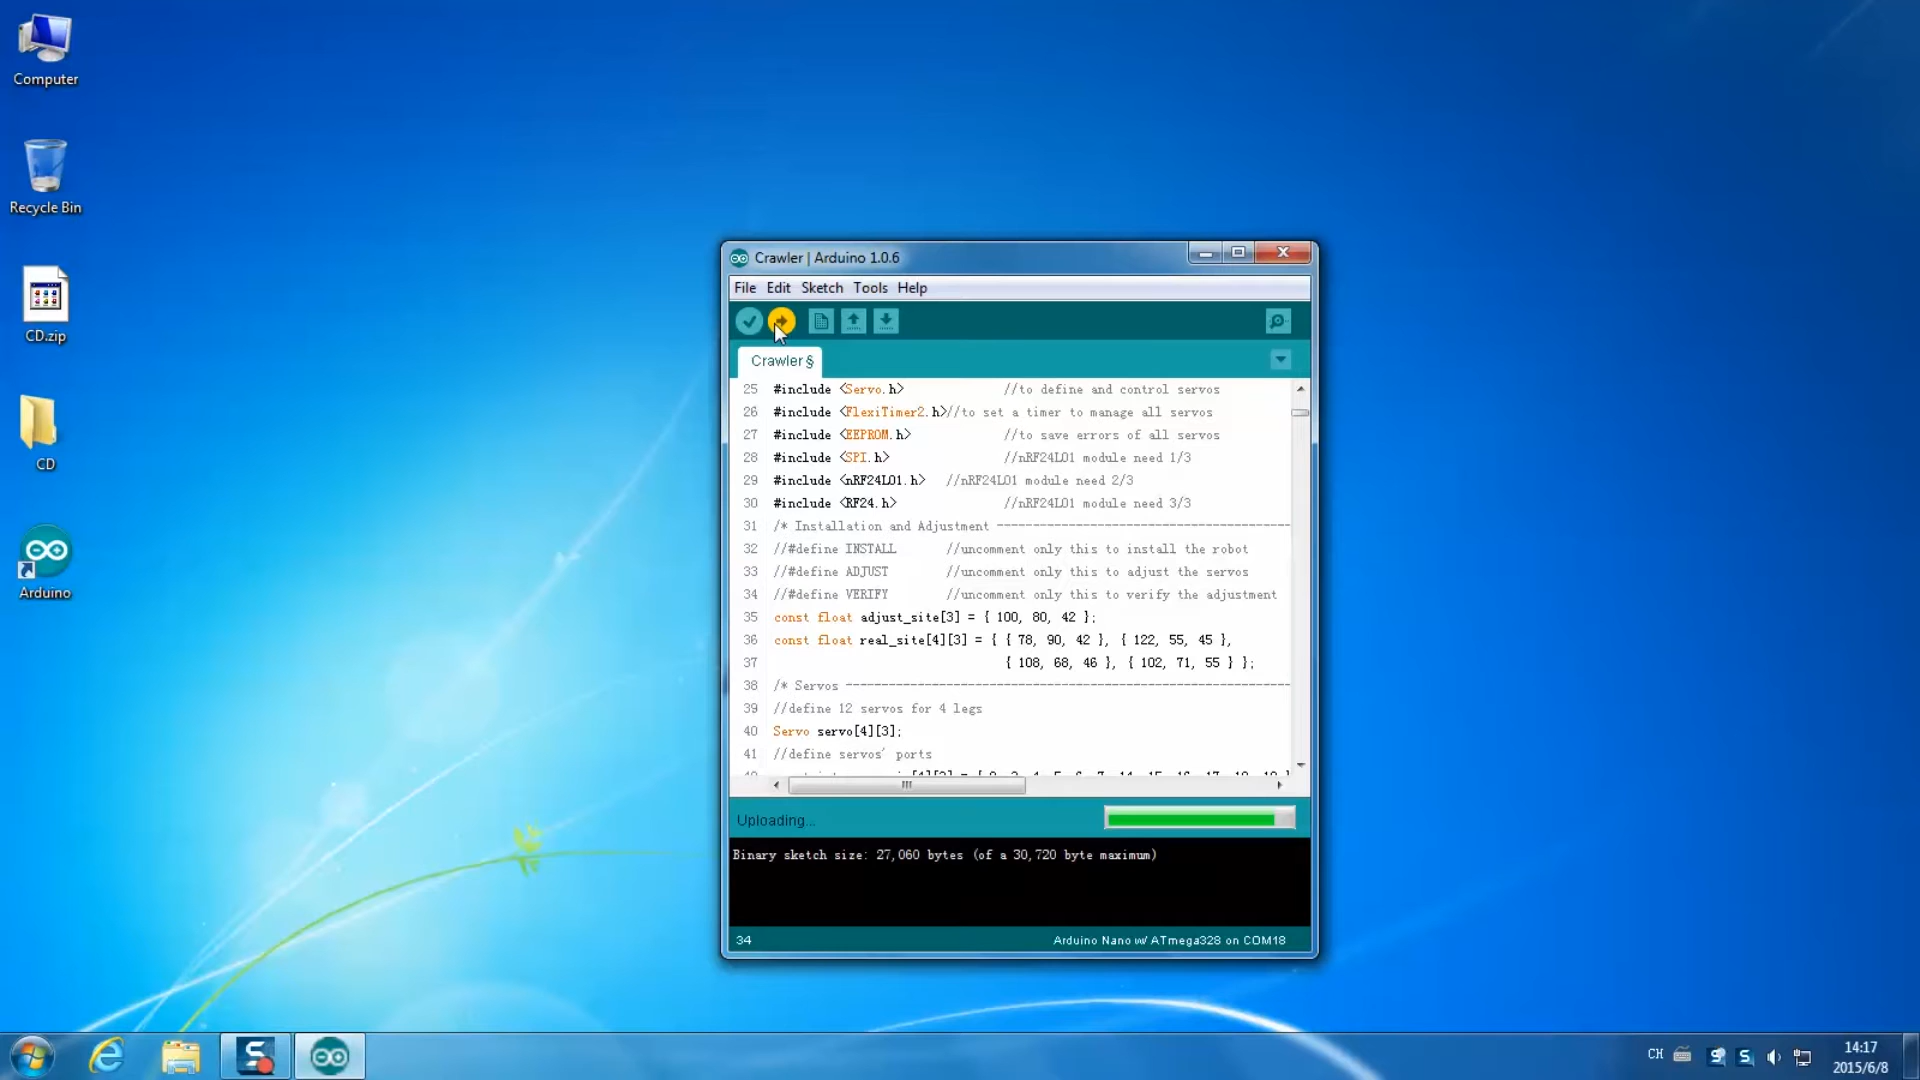 Computer
Recycle Bin
CD.zip
CD
Arduino
Crawler | Arduino 1.0.6
File Edit Sketch Tools Help
Crawler §
25 #include <Servo.h> //to define and control servos
26 #include <FlexiTimer2.h>//to set a timer to manage all servos
27 #include <EEPROM.h> //to save errors of all servos
28 #include <SPI.h> //nRF24L01 module need 1/3
29 #include <nRF24L01.h> //nRF24L01 module need 2/3
30 #include <RF24.h> //nRF24L01 module need 3/3
31 /* Installation and Adjustment -----------------------------------------
32 //#define INSTALL //uncomment only this to install the robot
33 //#define ADJUST //uncomment only this to adjust the servos
34 //#define VERIFY //uncomment only this to verify the adjustment
35 const float adjust_site[3] = { 100, 80, 42 };
36 const float real_site[4][3] = { { 78, 90, 42 }, { 122, 55, 45 },
37 { 108, 68, 46 }, { 102, 71, 55 } };
38 /* Servos --------------------------------------------------------------
39 //define 12 servos for 4 legs
40 Servo servo[4][3];
41 //define servos' ports
Uploading...
Binary sketch size: 27,060 bytes (of a 30,720 byte maximum)
34
Arduino Nano w/ ATmega328 on COM18
CH
14:17
2015/6/8